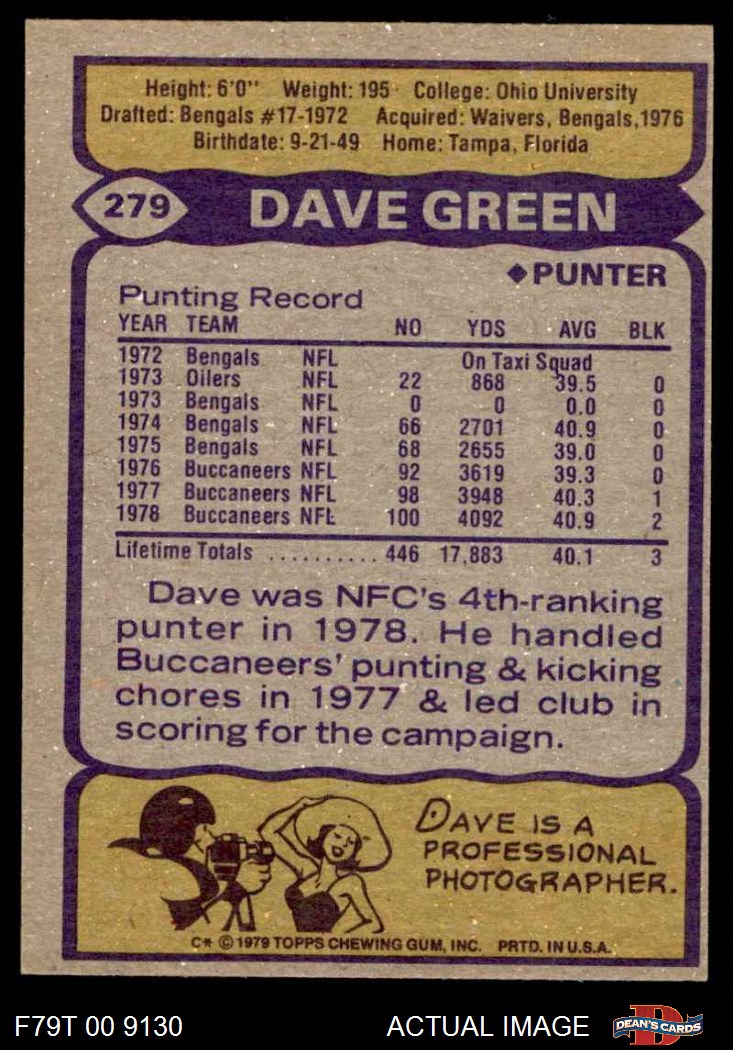 Height: 6'0" Weight: 195 College: Ohio University
Drafted: Bengals #17-1972 Acquired: Waivers, Bengals, 1976
Birthdate: 9-21-49 Home: Tampa, Florida
279 DAVE GREEN
◆PUNTER
Punting Record
YEAR TEAM NO YDS AVG BLK
1972 Bengals NFL On Taxi Squad
1973 Oilers NFL 22 868 39.5 0
1973 Bengals NFL 0 0 0.0 0
1974 Bengals NFL 66 2701 40.9 0
1975 Bengals NFL 68 2655 39.0 0
1976 Buccaneers NFL 92 3619 39.3 0
1977 Buccaneers NFL 98 3948 40.3 1
1978 Buccaneers NFL 100 4092 40.9 2
Lifetime Totals .......... 446 17,883 40.1 3
Dave was NFC's 4th-ranking
punter in 1978. He handled
Buccaneers' punting & kicking
chores in 1977 & led club in
scoring for the campaign.
DAVE IS A
PROFESSIONAL
PHOTOGRAPHER.
C* © 1979 TOPPS CHEWING GUM, INC. PRTD. IN U.S.A.
F79T 00 9130 ACTUAL IMAGE DEAN'S CARDS